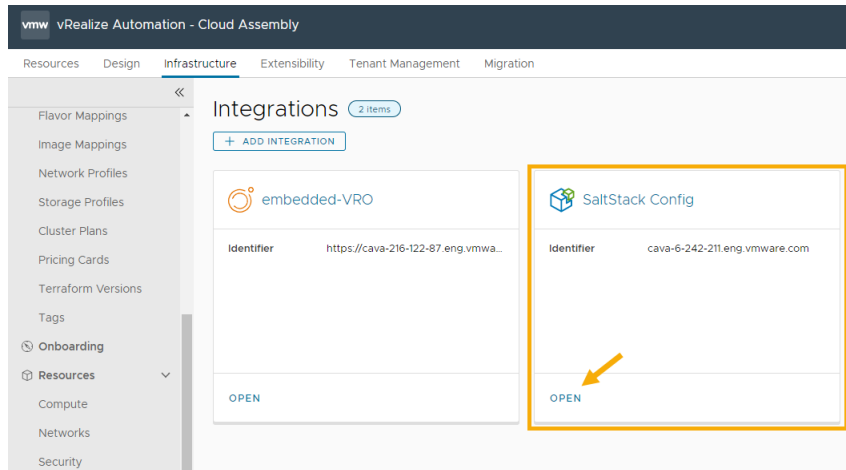 vmw vRealize Automation - Cloud Assembly
Resources Design Infrastructure Extensibility Tenant Management Migration
Flavor Mappings
Image Mappings
Network Profiles
Storage Profiles
Cluster Plans
Pricing Cards
Terraform Versions
Tags
Onboarding
Resources
Compute
Networks
Security
Integrations 2 items
+ ADD INTEGRATION
embedded-VRO
Identifier https://cava-216-122-87.eng.vmwa...
OPEN
SaltStack Config
Identifier cava-6-242-211.eng.vmware.com
OPEN